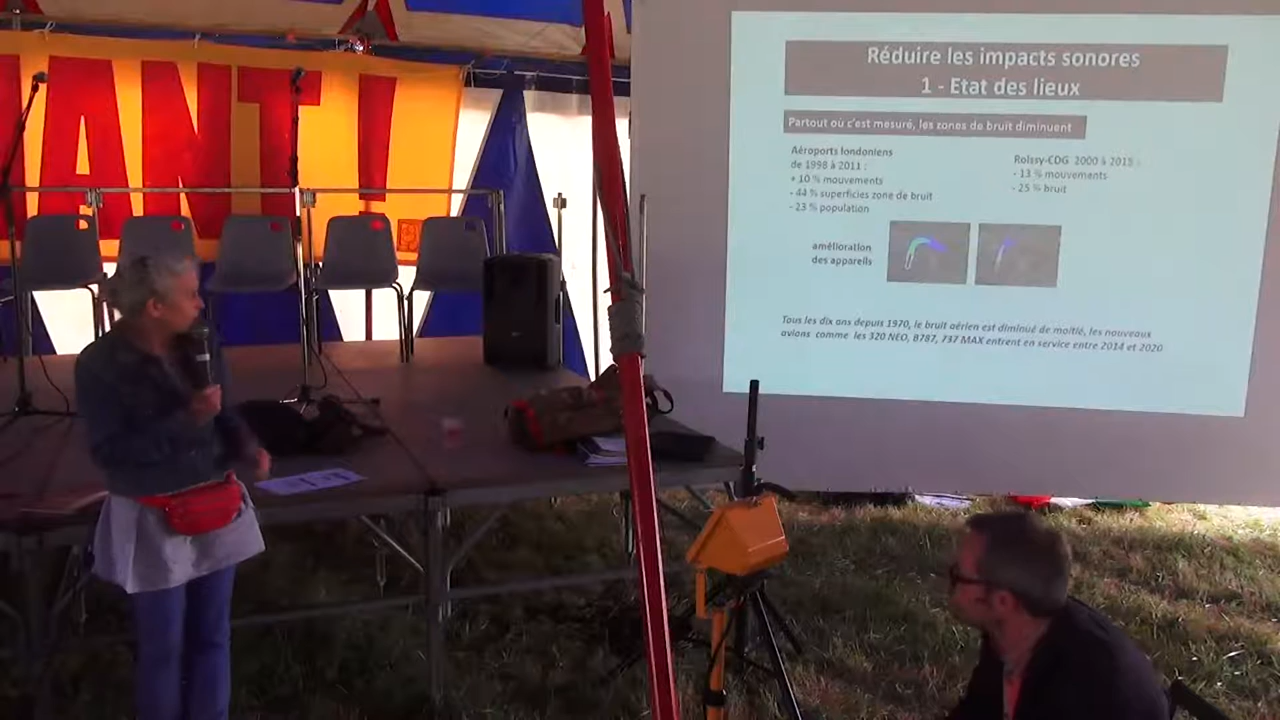 ANT!
Réduire les impacts sonores
1 - Etat des lieux
Partout où c'est mesuré, les zones de bruit diminuent
Aéroports londoniens
de 1998 à 2011 :
+ 10 % mouvements
- 44 % superficies zone de bruit
- 23 % population
Roissy-CDG 2000 à 2015 :
- 13 % mouvements
- 25 % bruit
amélioration
des appareils
Tous les dix ans depuis 1970, le bruit aérien est diminué de moitié, les nouveaux
avions comme les 320 NEO, B787, 737 MAX entrent en service entre 2014 et 2020